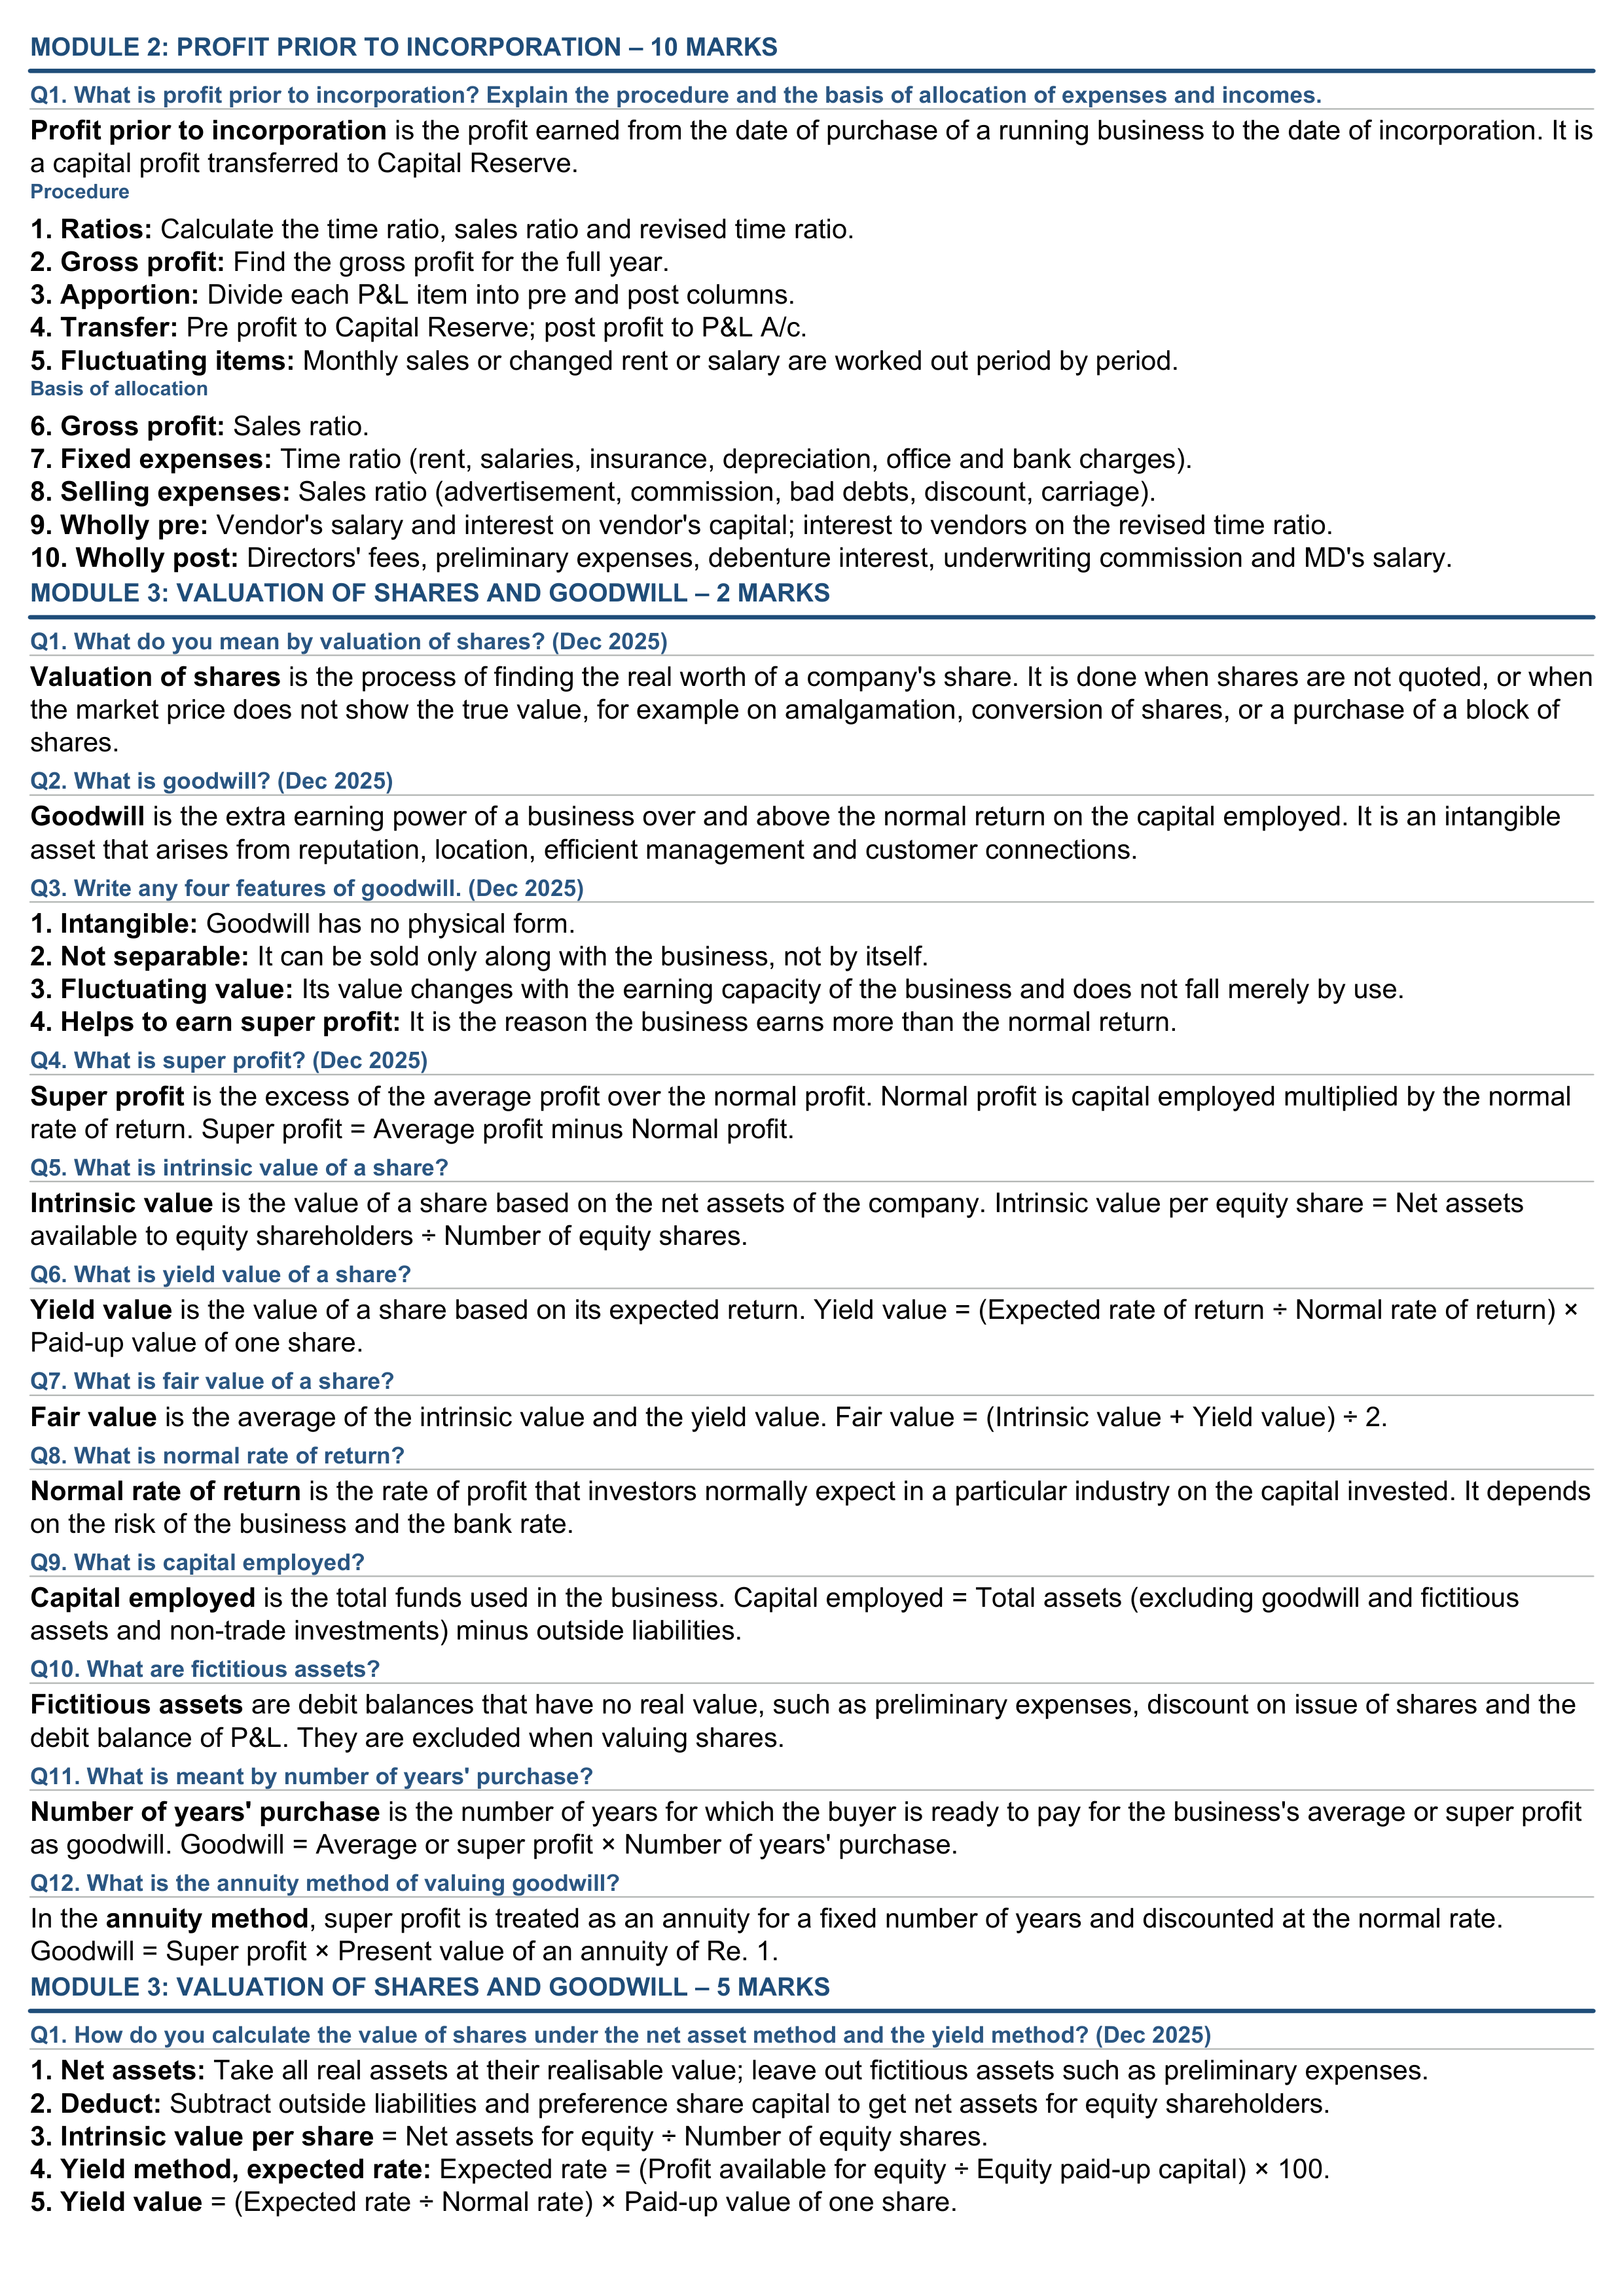 MODULE 2: PROFIT PRIOR TO INCORPORATION – 10 MARKS
Q1. What is profit prior to incorporation? Explain the procedure and the basis of allocation of expenses and incomes.
Profit prior to incorporation is the profit earned from the date of purchase of a running business to the date of incorporation. It is
a capital profit transferred to Capital Reserve.
Procedure
1. Ratios: Calculate the time ratio, sales ratio and revised time ratio.
2. Gross profit: Find the gross profit for the full year.
3. Apportion: Divide each P&L item into pre and post columns.
4. Transfer: Pre profit to Capital Reserve; post profit to P&L A/c.
5. Fluctuating items: Monthly sales or changed rent or salary are worked out period by period.
Basis of allocation
6. Gross profit: Sales ratio.
7. Fixed expenses: Time ratio (rent, salaries, insurance, depreciation, office and bank charges).
8. Selling expenses: Sales ratio (advertisement, commission, bad debts, discount, carriage).
9. Wholly pre: Vendor's salary and interest on vendor's capital; interest to vendors on the revised time ratio.
10. Wholly post: Directors' fees, preliminary expenses, debenture interest, underwriting commission and MD's salary.
MODULE 3: VALUATION OF SHARES AND GOODWILL – 2 MARKS
Q1. What do you mean by valuation of shares? (Dec 2025)
Valuation of shares is the process of finding the real worth of a company's share. It is done when shares are not quoted, or when
the market price does not show the true value, for example on amalgamation, conversion of shares, or a purchase of a block of
shares.
Q2. What is goodwill? (Dec 2025)
Goodwill is the extra earning power of a business over and above the normal return on the capital employed. It is an intangible
asset that arises from reputation, location, efficient management and customer connections.
Q3. Write any four features of goodwill. (Dec 2025)
1. Intangible: Goodwill has no physical form.
2. Not separable: It can be sold only along with the business, not by itself.
3. Fluctuating value: Its value changes with the earning capacity of the business and does not fall merely by use.
4. Helps to earn super profit: It is the reason the business earns more than the normal return.
Q4. What is super profit? (Dec 2025)
Super profit is the excess of the average profit over the normal profit. Normal profit is capital employed multiplied by the normal
rate of return. Super profit = Average profit minus Normal profit.
Q5. What is intrinsic value of a share?
Intrinsic value is the value of a share based on the net assets of the company. Intrinsic value per equity share = Net assets
available to equity shareholders ÷ Number of equity shares.
Q6. What is yield value of a share?
Yield value is the value of a share based on its expected return. Yield value = (Expected rate of return ÷ Normal rate of return) ×
Paid-up value of one share.
Q7. What is fair value of a share?
Fair value is the average of the intrinsic value and the yield value. Fair value = (Intrinsic value + Yield value) ÷ 2.
Q8. What is normal rate of return?
Normal rate of return is the rate of profit that investors normally expect in a particular industry on the capital invested. It depends
on the risk of the business and the bank rate.
Q9. What is capital employed?
Capital employed is the total funds used in the business. Capital employed = Total assets (excluding goodwill and fictitious
assets and non-trade investments) minus outside liabilities.
Q10. What are fictitious assets?
Fictitious assets are debit balances that have no real value, such as preliminary expenses, discount on issue of shares and the
debit balance of P&L. They are excluded when valuing shares.
Q11. What is meant by number of years' purchase?
Number of years' purchase is the number of years for which the buyer is ready to pay for the business's average or super profit
as goodwill. Goodwill = Average or super profit × Number of years' purchase.
Q12. What is the annuity method of valuing goodwill?
In the annuity method, super profit is treated as an annuity for a fixed number of years and discounted at the normal rate.
Goodwill = Super profit × Present value of an annuity of Re. 1.
MODULE 3: VALUATION OF SHARES AND GOODWILL – 5 MARKS
Q1. How do you calculate the value of shares under the net asset method and the yield method? (Dec 2025)
1. Net assets: Take all real assets at their realisable value; leave out fictitious assets such as preliminary expenses.
2. Deduct: Subtract outside liabilities and preference share capital to get net assets for equity shareholders.
3. Intrinsic value per share = Net assets for equity ÷ Number of equity shares.
4. Yield method, expected rate: Expected rate = (Profit available for equity ÷ Equity paid-up capital) × 100.
5. Yield value = (Expected rate ÷ Normal rate) × Paid-up value of one share.